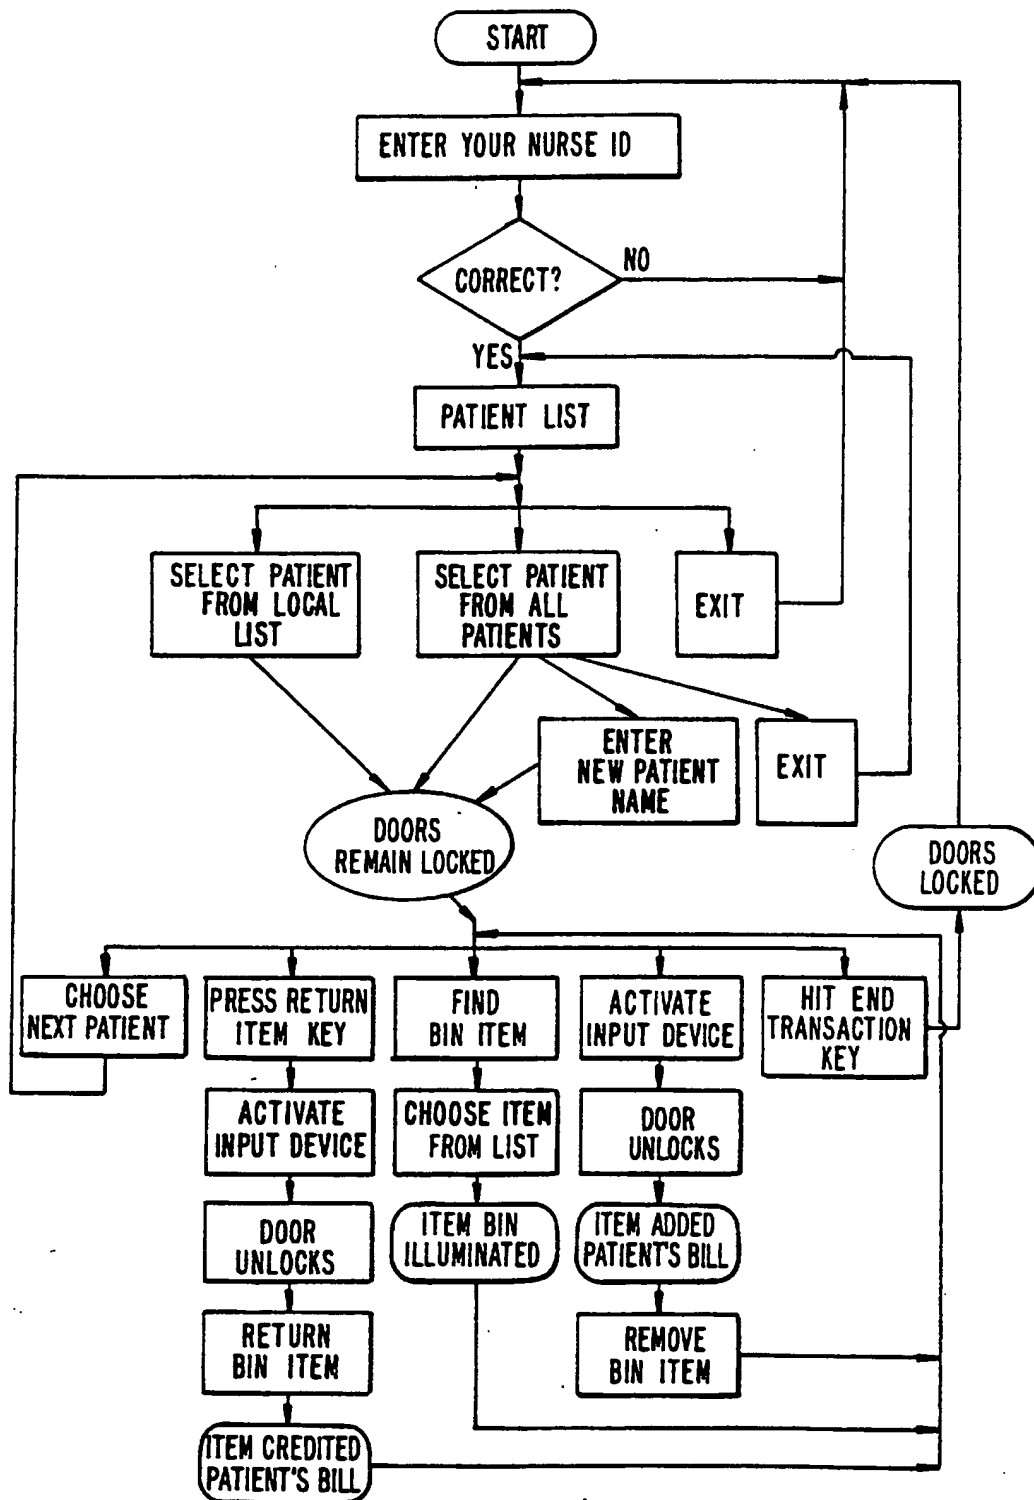 START
ENTER YOUR NURSE ID
CORRECT?
NO
YES
PATIENT LIST
SELECT PATIENT
FROM LOCAL
LIST
SELECT PATIENT
FROM ALL
PATIENTS
EXIT
ENTER
NEW PATIENT
NAME
EXIT
DOORS
REMAIN LOCKED
DOORS
LOCKED
CHOOSE
NEXT PATIENT
PRESS RETURN
ITEM KEY
FIND
BIN ITEM
ACTIVATE
INPUT DEVICE
HIT END
TRANSACTION
KEY
ACTIVATE
INPUT DEVICE
CHOOSE ITEM
FROM LIST
DOOR
UNLOCKS
DOOR
UNLOCKS
ITEM BIN
ILLUMINATED
ITEM ADDED
PATIENT'S BILL
RETURN
BIN ITEM
REMOVE
BIN ITEM
ITEM CREDITED
PATIENT'S BILL